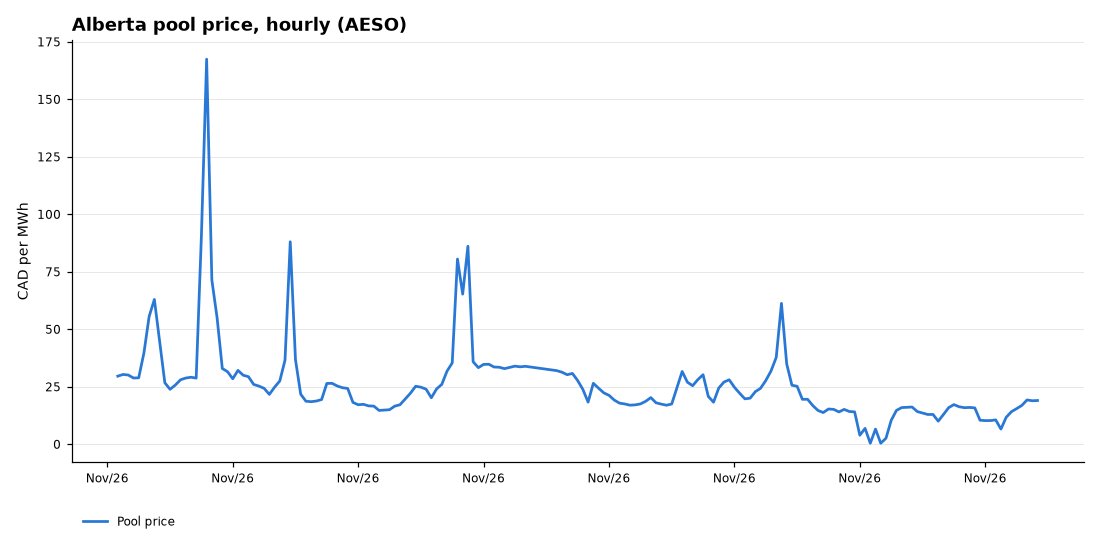 Alberta pool price, hourly (AESO)
CAD per MWh
175
150
125
100
75
50
25
0
Nov/26 Nov/26 Nov/26 Nov/26 Nov/26 Nov/26 Nov/26 Nov/26
Pool price